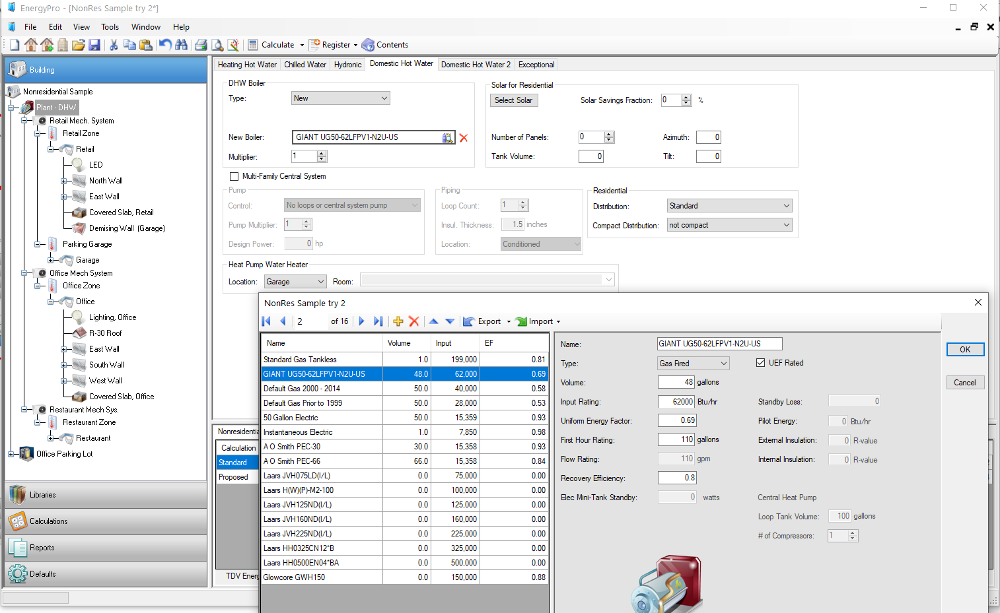 EnergyPro - [NonRes Sample try 2*]
File Edit View Tools Window Help
Calculate Register Contents
Building
Nonresidential Sample
Plant - DHW
Retail Mech. System
Retail Zone
Retail
LED
North Wall
East Wall
Covered Slab, Retail
Demising Wall (Garage)
Parking Garage
Garage
Office Mech System
Office Zone
Office
Lighting, Office
R-30 Roof
East Wall
South Wall
West Wall
Covered Slab, Office
Restaurant Mech Sys.
Restaurant Zone
Restaurant
Office Parking Lot
Libraries
Calculations
Reports
Defaults
Heating Hot Water Chilled Water Hydronic Domestic Hot Water Domestic Hot Water 2 Exceptional
DHW Boiler
Type: New
New Boiler: GIANT UG50-62LFPV1-N2U-US
Multiplier: 1
Solar for Residential
Select Solar Solar Savings Fraction: 0 %
Number of Panels: 0 Azimuth: 0
Tank Volume: 0 Tilt: 0
Multi-Family Central System
Pump
Control: No loops or central system pump
Pump Multiplier: 1
Design Power: 0 hp
Piping
Loop Count: 1
Insul. Thickness: 1.5 inches
Location: Conditioned
Residential
Distribution: Standard
Compact Distribution: not compact
Heat Pump Water Heater
Location: Garage Room:
Nonresidentia
Calculation
Standard
Proposed
TDV Energ
NonRes Sample try 2
2 of 16 Export Import
Name Volume Input EF
Standard Gas Tankless 1.0 199,000 0.81
GIANT UG50-62LFPV1-N2U-US 48.0 62,000 0.69
Default Gas 2000 - 2014 50.0 40,000 0.58
Default Gas Prior to 1999 50.0 28,000 0.53
50 Gallon Electric 50.0 15,359 0.93
Instantaneous Electric 1.0 7,850 0.98
A O Smith PEC-30 30.0 15,358 0.93
A O Smith PEC-66 66.0 15,358 0.84
Laars JVH075LD(I/L) 0.0 75,000 0.00
Laars H(W)(P)-M2-100 0.0 100,000 0.00
Laars JVH125ND(I/L) 0.0 125,000 0.00
Laars JVH160ND(I/L) 0.0 160,000 0.00
Laars JVH225ND(I/L) 0.0 225,000 0.00
Laars HH0325CN12*B 0.0 325,000 0.00
Laars HH0500EN04*BA 0.0 500,000 0.00
Glowcore GWH150 0.0 150,000 0.88
Name: GIANT UG50-62LFPV1-N2U-US
Type: Gas Fired UEF Rated
Volume: 48 gallons
Input Rating: 62000 Btu/hr Standby Loss: 0
Uniform Energy Factor: 0.69 Pilot Energy: 0 Btu/hr
First Hour Rating: 110 gallons External Insulation: 0 R-value
Flow Rating: 110 gpm Internal Insulation: 0 R-value
Recovery Efficiency: 0.8
Elec Mini-Tank Standby: 0 watts Central Heat Pump
Loop Tank Volume: 100 gallons
# of Compressors: 1
OK
Cancel